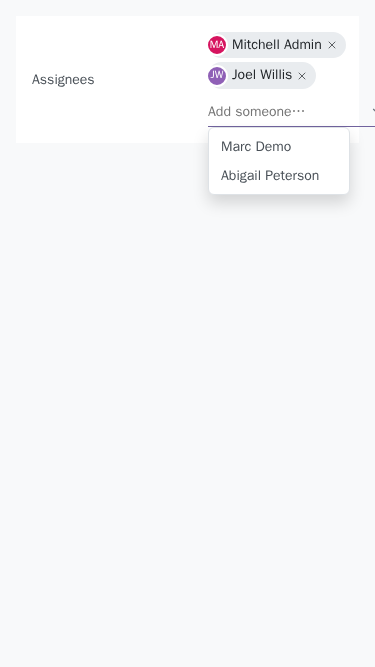 MA Mitchell Admin
JW Joel Willis
Assignees
Add someone...
Marc Demo
Abigail Peterson